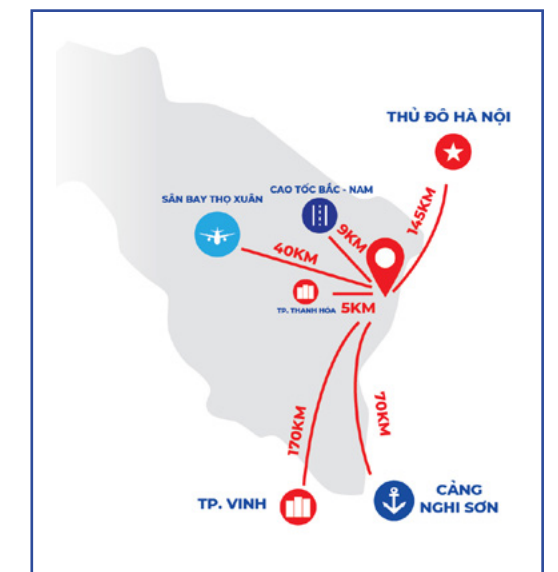 THỦ ĐÔ HÀ NỘI
CAO TỐC BẮC - NAM
SÂN BAY THỌ XUÂN
145KM
9KM
40KM
TP. THANH HÓA
5KM
170KM
70KM
TP. VINH
CẢNG
NGHI SƠN